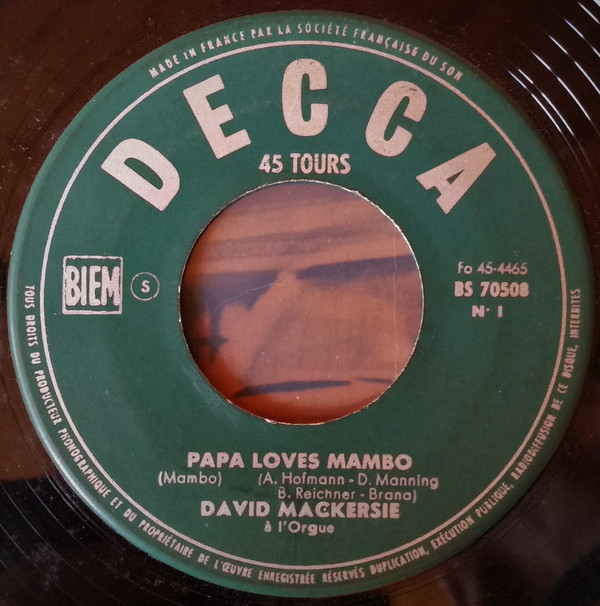 MADE IN FRANCE PAR LA SOCIÉTÉ FRANÇAISE DU SON
DECCA
45 TOURS
BIEM
S
Fa 45-4465
BS 70508
N· 1
PAPA LOVES MAMBO
(Mambo) (A. Hofmann - D. Manning
B. Reichner - Brana)
DAVID MACKERSIE
à l'Orgue
TOUS DROITS DU PRODUCTEUR PHONOGRAPHIQUE ET DU PROPRIÉTAIRE DE L'ŒUVRE ENREGISTRÉE RÉSERVÉS DUPLICATION, EXÉCUTION PUBLIQUE, RADIODIFFUSION DE CE DISQUE, INTERDITES